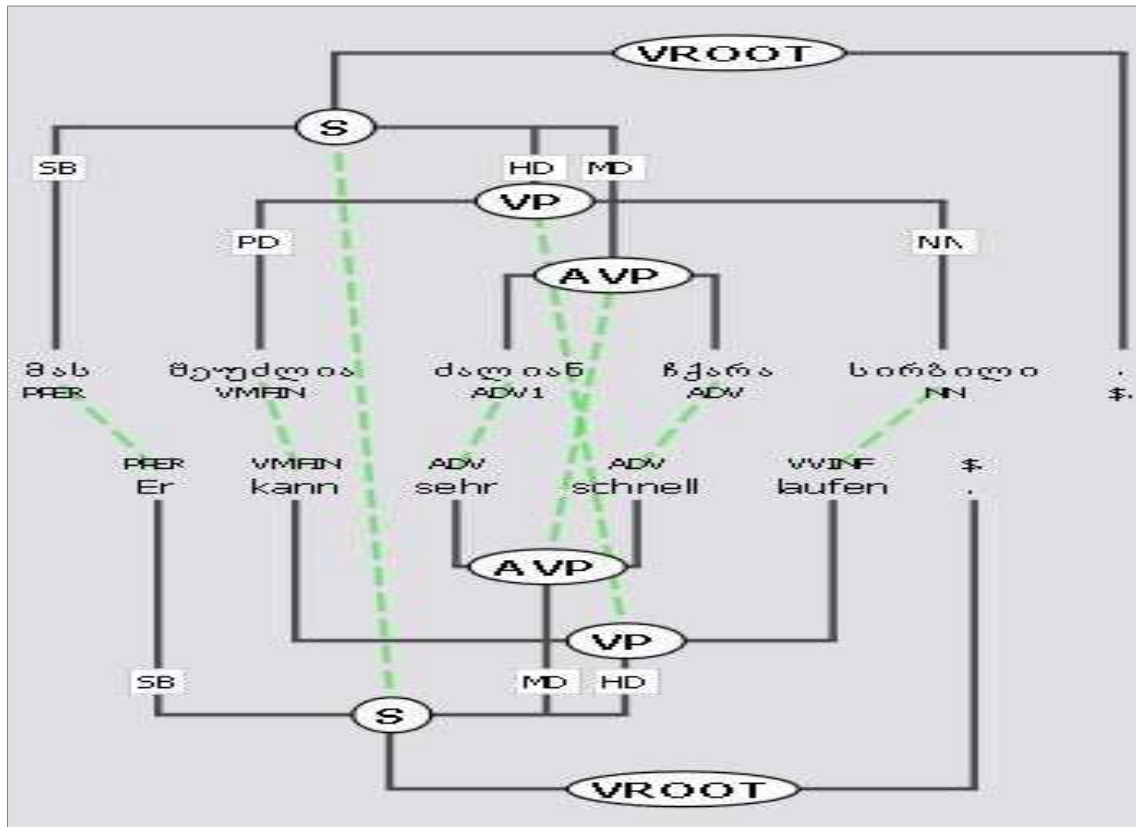 VROOT
S
SB HD MD
VP
PD NN
AVP
მას შეუძლია ძალიან ჩქარა სირბილი .
PPER VMFIN ADV1 ADV NN $.
PPER VMFIN ADV ADV VVINF $.
Er kann sehr schnell laufen .
AVP
VP
SB MD HD
S
VROOT